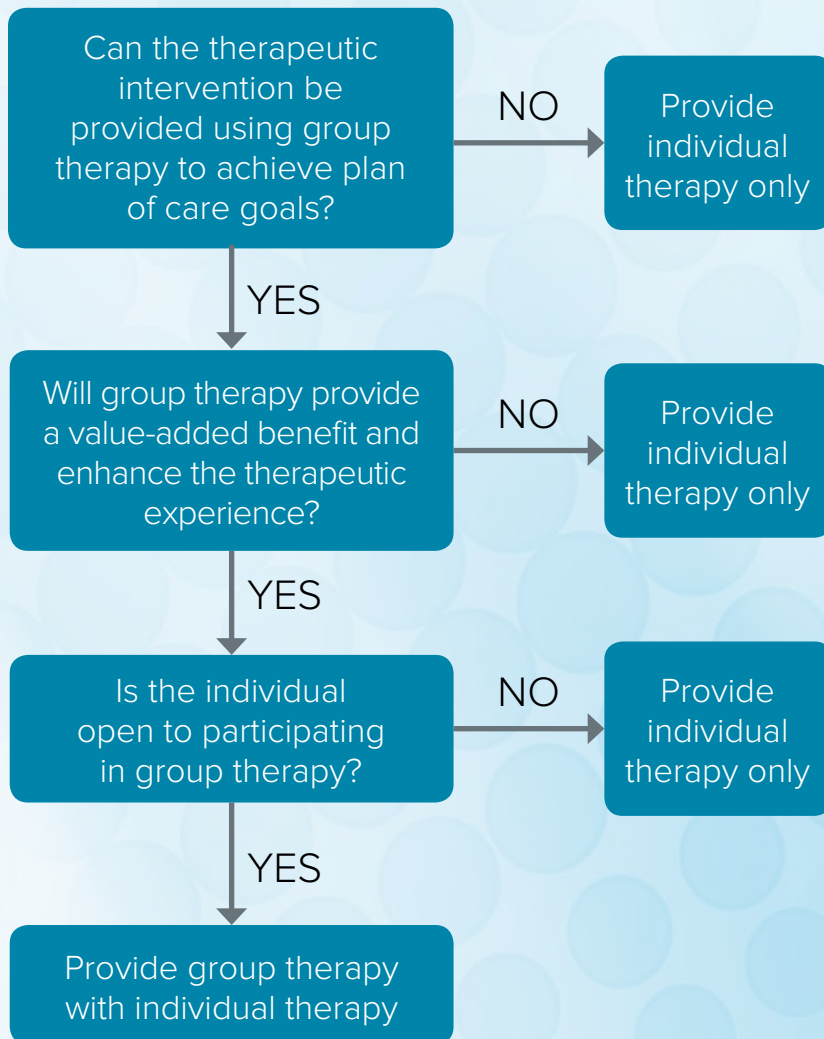 Can the therapeutic
intervention be
provided using group
therapy to achieve plan
of care goals?
NO
Provide
individual
therapy only
YES
Will group therapy provide
a value-added benefit and
enhance the therapeutic
experience?
NO
Provide
individual
therapy only
YES
Is the individual
open to participating
in group therapy?
NO
Provide
individual
therapy only
YES
Provide group therapy
with individual therapy